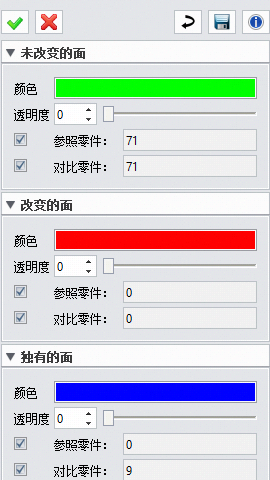 未改变的面
颜色
透明度 0
参照零件： 71
对比零件： 71
改变的面
颜色
透明度 0
参照零件： 0
对比零件： 0
独有的面
颜色
透明度 0
参照零件： 0
对比零件： 9